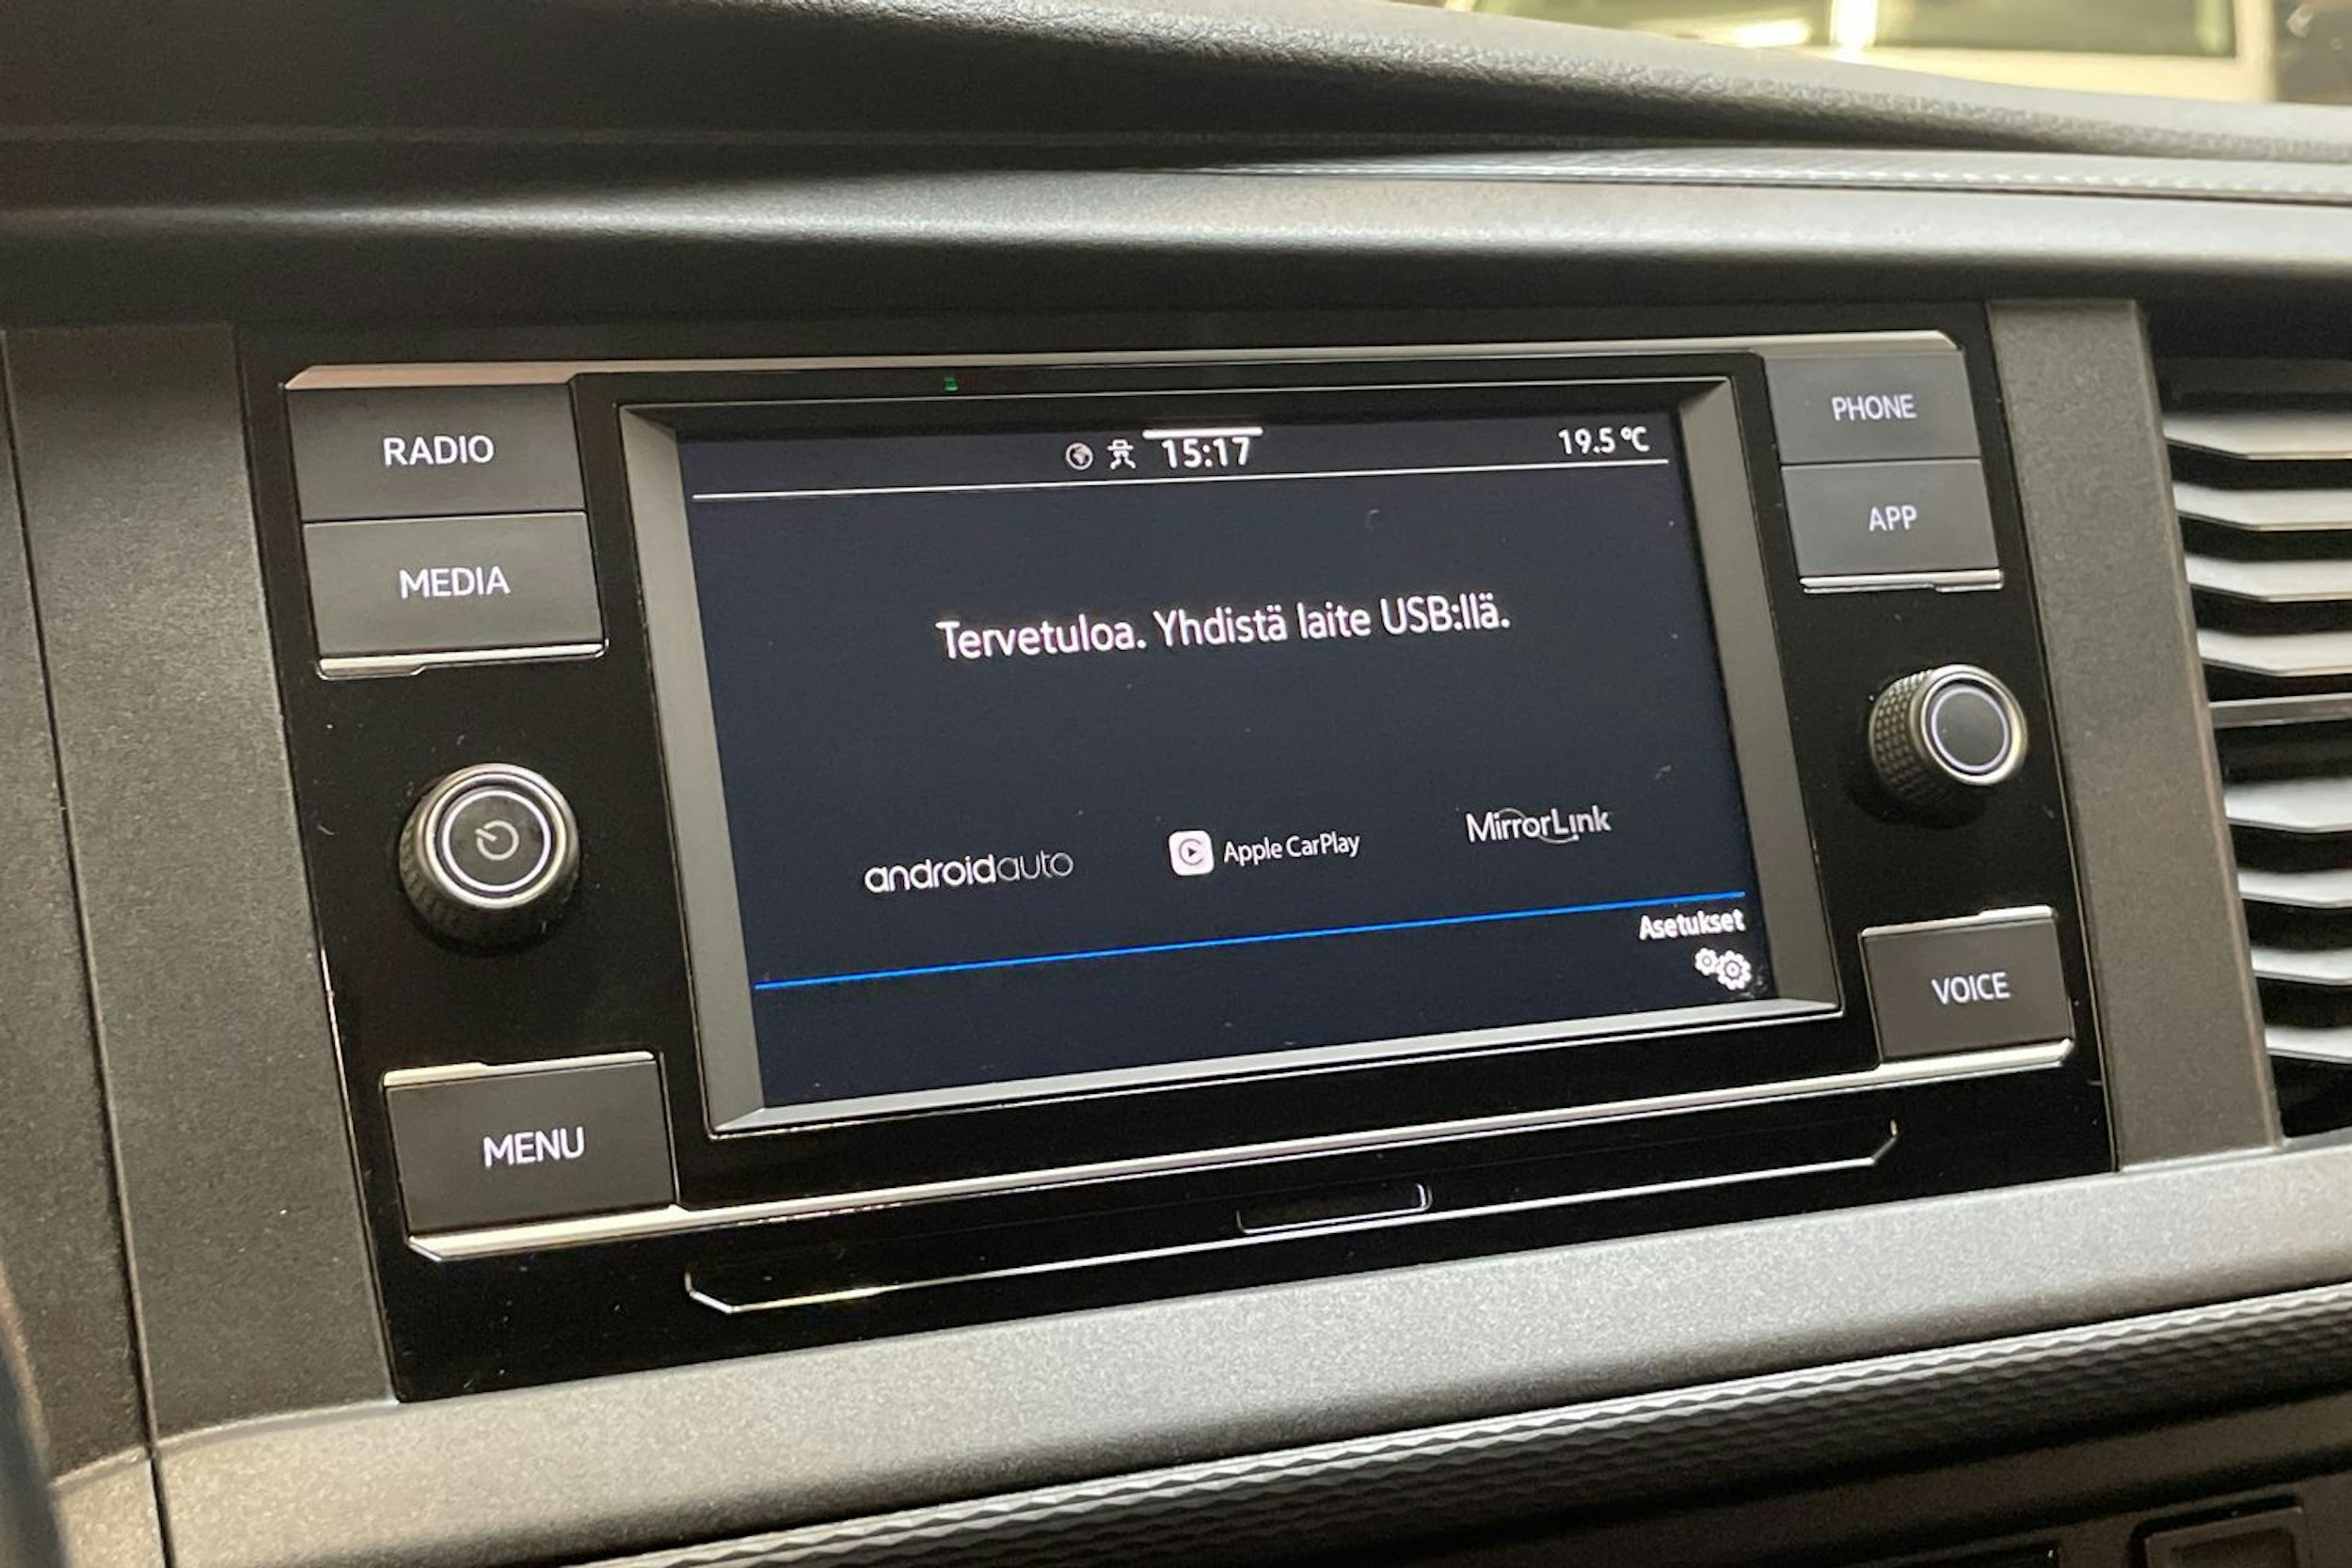 RADIO
MEDIA
MENU
15:17
19.5 °C
Tervetuloa. Yhdistä laite USB:llä.
androidauto
Apple CarPlay
MirrorLink
Asetukset
PHONE
APP
VOICE